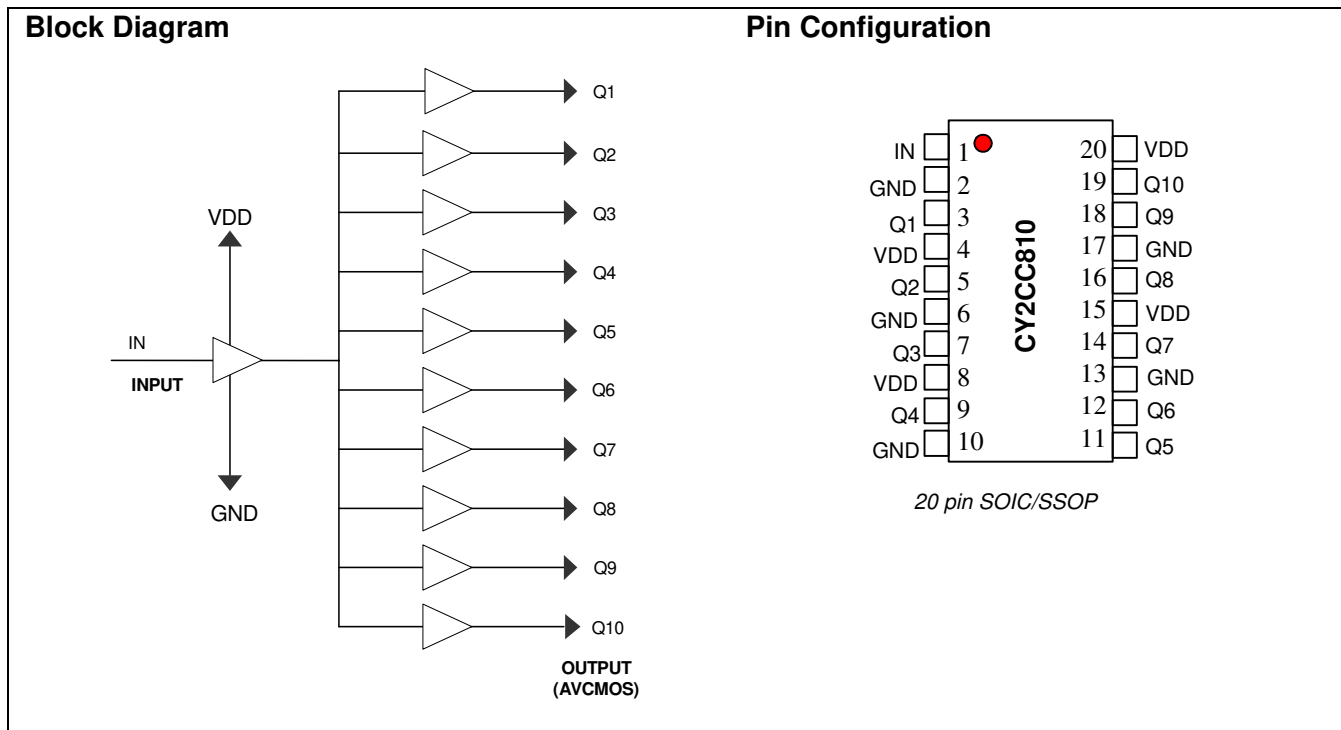 Block Diagram
Q1
Q2
Q3
VDD
Q4
Q5
IN
INPUT
Q6
Q7
Q8
GND
Q9
Q10
OUTPUT
(AVCMOS)
Pin Configuration
IN 1 20 VDD
GND 2 19 Q10
Q1 3 18 Q9
VDD 4 17 GND
Q2 5 16 Q8
GND 6 15 VDD
Q3 7 14 Q7
VDD 8 13 GND
Q4 9 12 Q6
GND 10 11 Q5
CY2CC810
20 pin SOIC/SSOP